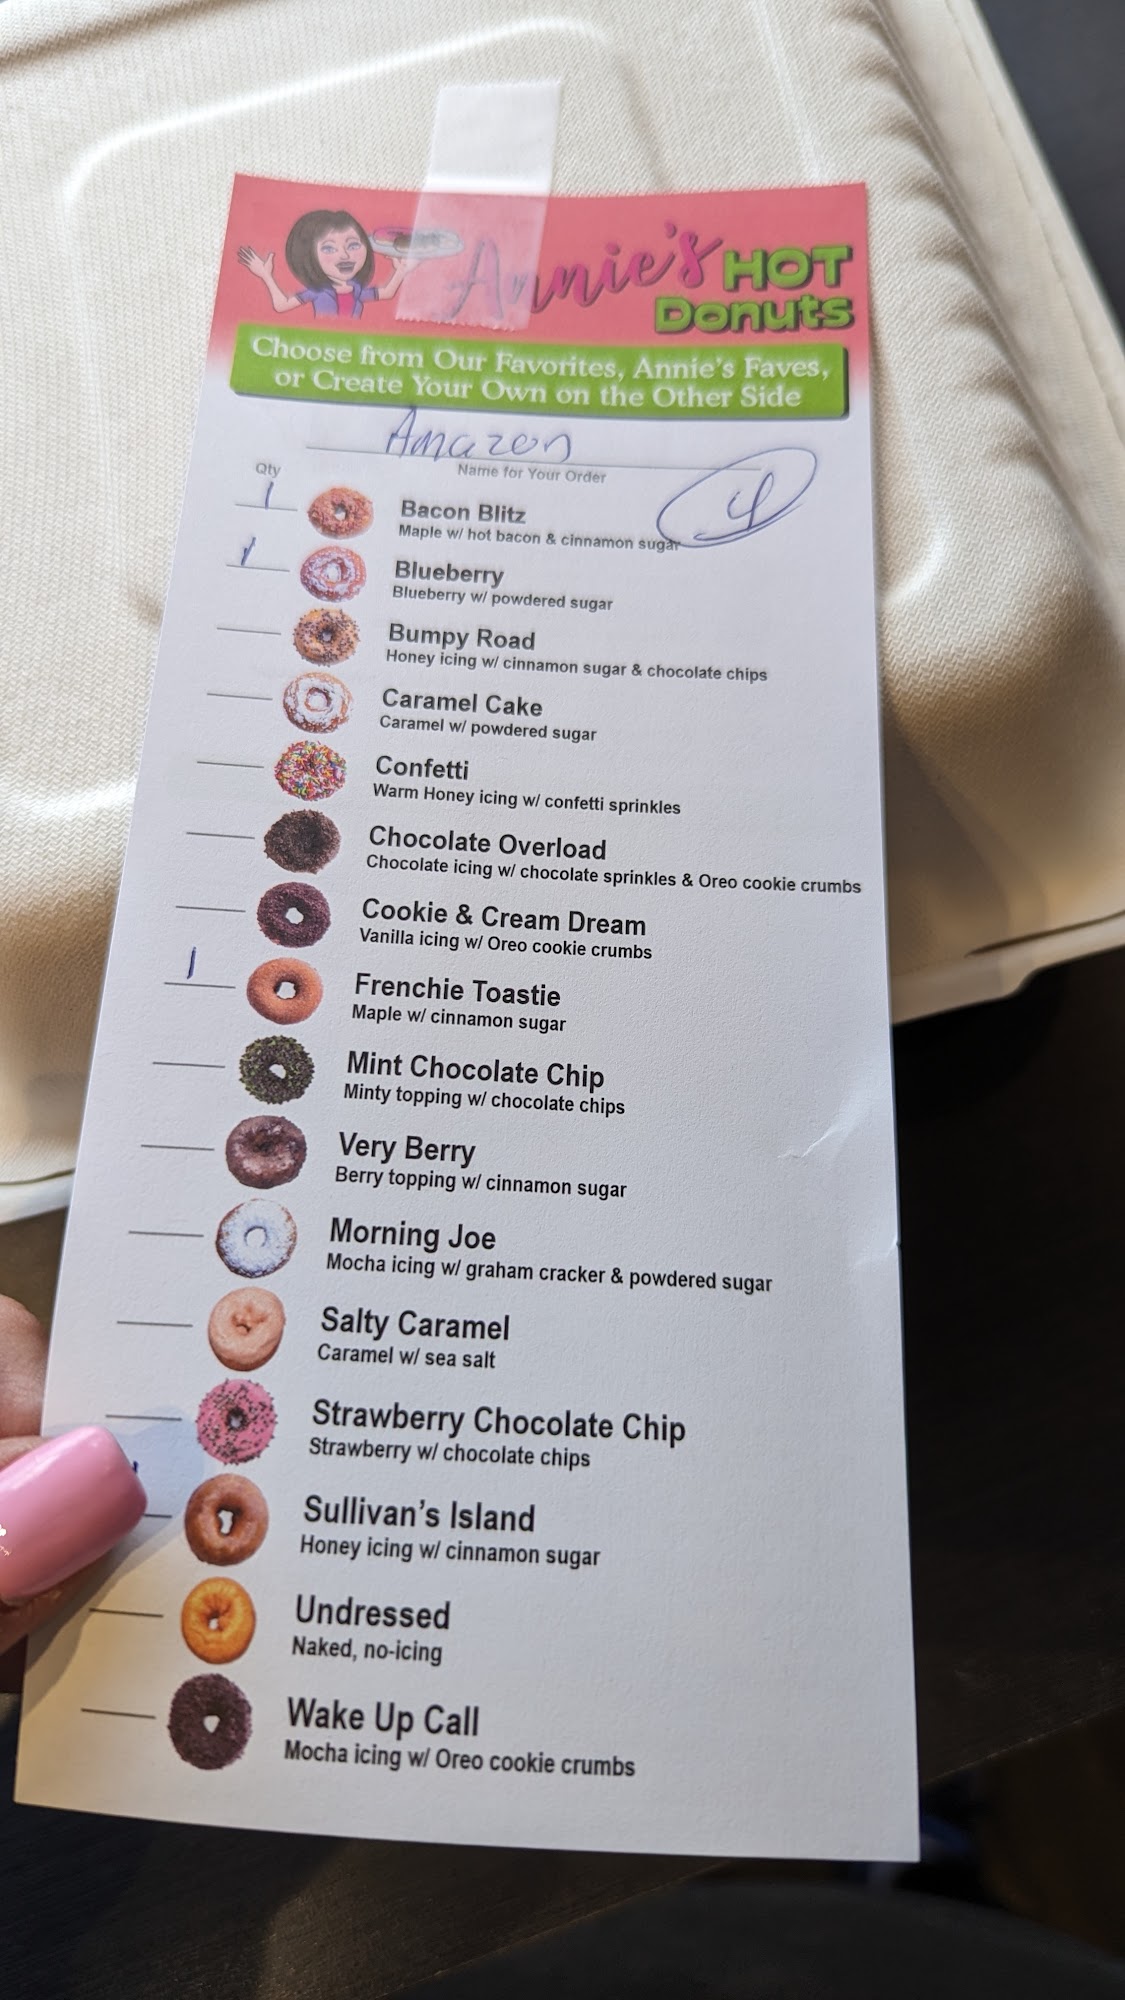 Annie's HOT
Donuts
Choose from Our Favorites, Annie's Faves,
or Create Your Own on the Other Side
Amazon
Name for Your Order
4
Qty
1
Bacon Blitz
Maple w/ hot bacon & cinnamon sugar
1
Blueberry
Blueberry w/ powdered sugar
Bumpy Road
Honey icing w/ cinnamon sugar & chocolate chips
Caramel Cake
Caramel w/ powdered sugar
Confetti
Warm Honey icing w/ confetti sprinkles
Chocolate Overload
Chocolate icing w/ chocolate sprinkles & Oreo cookie crumbs
Cookie & Cream Dream
Vanilla icing w/ Oreo cookie crumbs
1
Frenchie Toastie
Maple w/ cinnamon sugar
Mint Chocolate Chip
Minty topping w/ chocolate chips
Very Berry
Berry topping w/ cinnamon sugar
Morning Joe
Mocha icing w/ graham cracker & powdered sugar
Salty Caramel
Caramel w/ sea salt
Strawberry Chocolate Chip
Strawberry w/ chocolate chips
Sullivan's Island
Honey icing w/ cinnamon sugar
Undressed
Naked, no-icing
Wake Up Call
Mocha icing w/ Oreo cookie crumbs